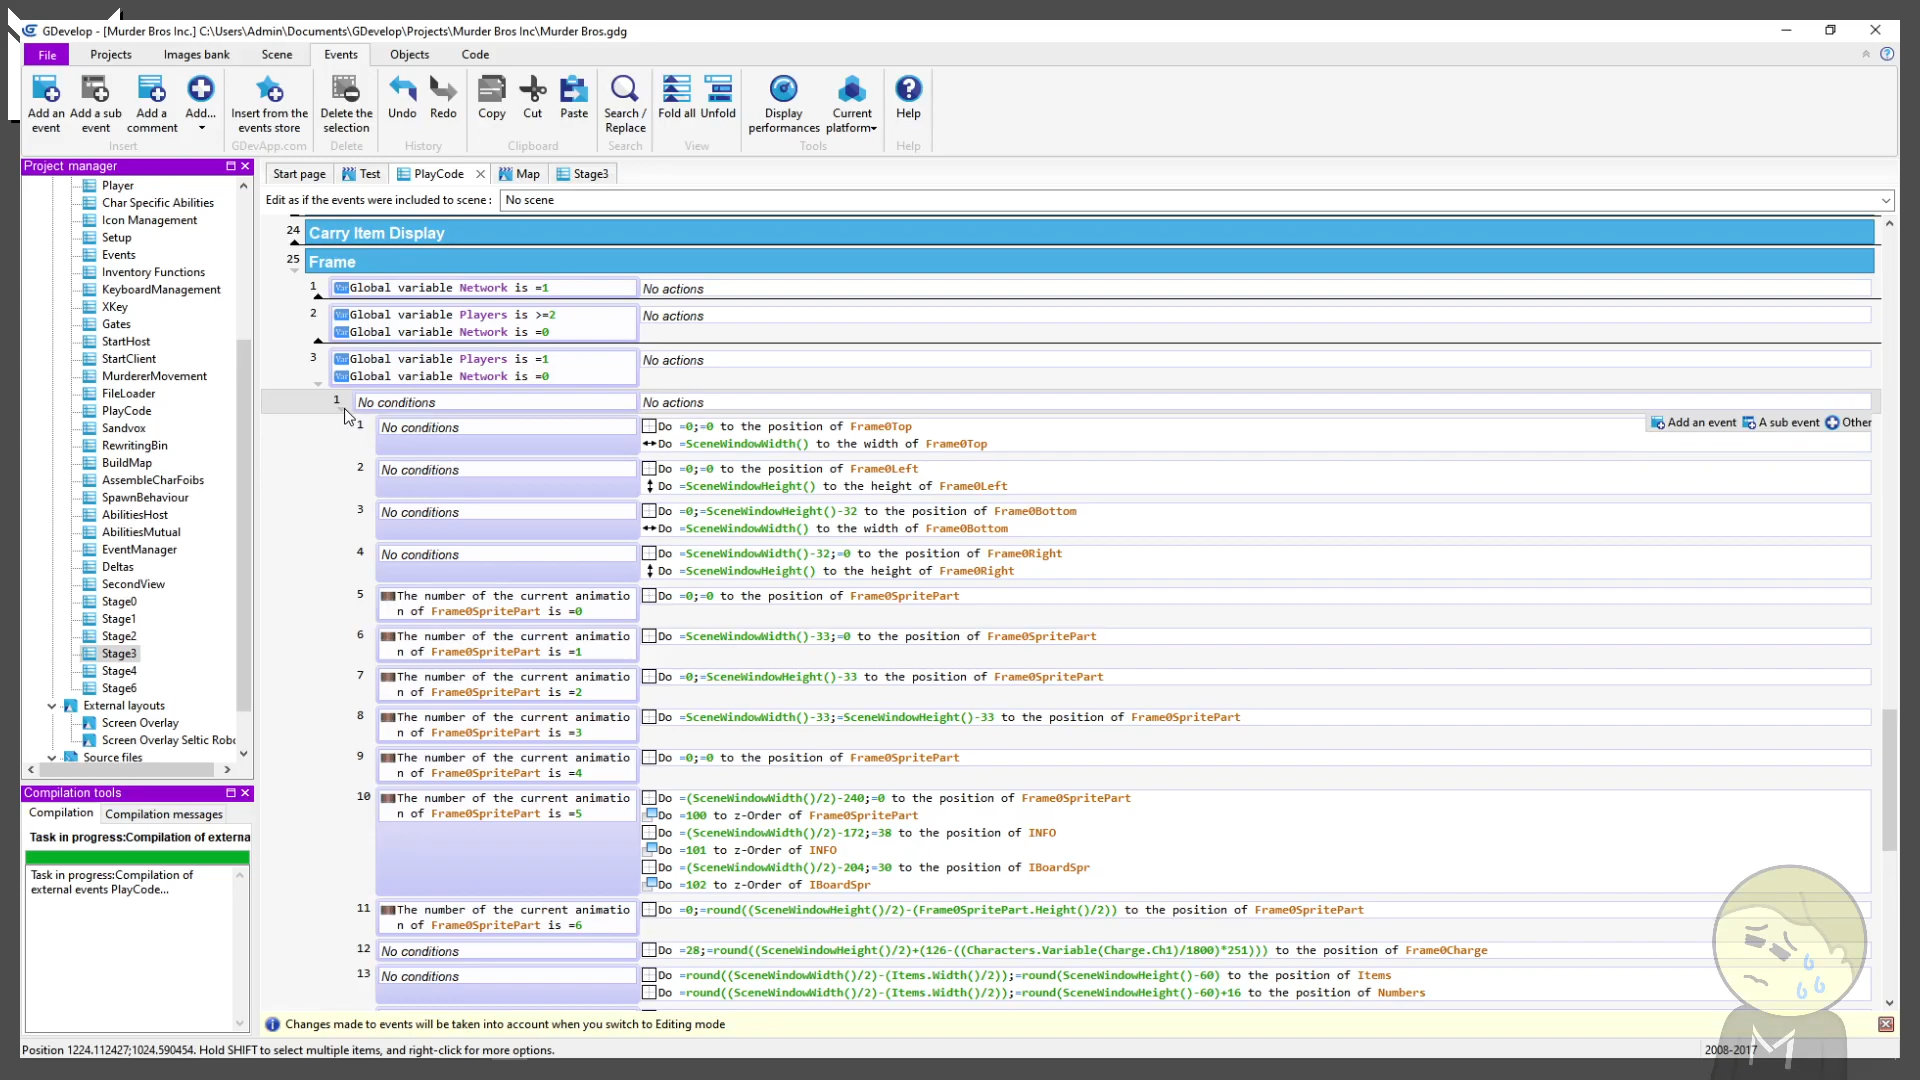 GDevelop - [Murder Bros Inc.] C:\Users\Admin\Documents\GDevelop\Projects\Murder Bros Inc\Murder Bros.gdg
File Projects Images bank Scene Events Objects Code
Add an event
Add a sub event
Add a comment
Add...
Insert
Insert from the events store
GDevApp.com
Delete the selection
Delete
Undo
Redo
History
Copy
Cut
Paste
Clipboard
Search / Replace
Search
Fold all
Unfold
View
Display performances
Current platform
Tools
Help
Help
Project manager
Player
Char Specific Abilities
Icon Management
Setup
Events
Inventory Functions
KeyboardManagement
XKey
Gates
StartHost
StartClient
MurdererMovement
FileLoader
PlayCode
Sandvox
RewritingBin
BuildMap
AssembleCharFoibs
SpawnBehaviour
AbilitiesHost
AbilitiesMutual
EventManager
Deltas
SecondView
Stage0
Stage1
Stage2
Stage3
Stage4
Stage6
External layouts
Screen Overlay
Screen Overlay Seltic Robo
Source files
Compilation tools
Compilation Compilation messages
Task in progress:Compilation of externa
Task in progress:Compilation of
external events PlayCode...
Start page Test PlayCode Map Stage3
Edit as if the events were included to scene : No scene
24 Carry Item Display
25 Frame
1 Global variable Network is =1 No actions
2 Global variable Players is >=2 No actions
Global variable Network is =0
3 Global variable Players is =1 No actions
Global variable Network is =0
1 No conditions No actions
Add an event A sub event Other
1 No conditions Do =0;=0 to the position of Frame0Top
Do =SceneWindowWidth() to the width of Frame0Top
2 No conditions Do =0;=0 to the position of Frame0Left
Do =SceneWindowHeight() to the height of Frame0Left
3 No conditions Do =0;=SceneWindowHeight()-32 to the position of Frame0Bottom
Do =SceneWindowWidth() to the width of Frame0Bottom
4 No conditions Do =SceneWindowWidth()-32;=0 to the position of Frame0Right
Do =SceneWindowHeight() to the height of Frame0Right
5 The number of the current animatio Do =0;=0 to the position of Frame0SpritePart
n of Frame0SpritePart is =0
6 The number of the current animatio Do =SceneWindowWidth()-33;=0 to the position of Frame0SpritePart
n of Frame0SpritePart is =1
7 The number of the current animatio Do =0;=SceneWindowHeight()-33 to the position of Frame0SpritePart
n of Frame0SpritePart is =2
8 The number of the current animatio Do =SceneWindowWidth()-33;=SceneWindowHeight()-33 to the position of Frame0SpritePart
n of Frame0SpritePart is =3
9 The number of the current animatio Do =0;=0 to the position of Frame0SpritePart
n of Frame0SpritePart is =4
10 The number of the current animatio Do =(SceneWindowWidth()/2)-240;=0 to the position of Frame0SpritePart
n of Frame0SpritePart is =5 Do =100 to z-Order of Frame0SpritePart
Do =(SceneWindowWidth()/2)-172;=38 to the position of INFO
Do =101 to z-Order of INFO
Do =(SceneWindowWidth()/2)-204;=30 to the position of IBoardSpr
Do =102 to z-Order of IBoardSpr
11 The number of the current animatio Do =0;=round((SceneWindowHeight()/2)-(Frame0SpritePart.Height()/2)) to the position of Frame0SpritePart
n of Frame0SpritePart is =6
12 No conditions Do =28;=round((SceneWindowHeight()/2)+(126-((Characters.Variable(Charge.Ch1)/1800)*251))) to the position of Frame0Charge
13 No conditions Do =round((SceneWindowWidth()/2)-(Items.Width()/2));=round(SceneWindowHeight()-60) to the position of Items
Do =round((SceneWindowWidth()/2)-(Items.Width()/2));=round(SceneWindowHeight()-60)+16 to the position of Numbers
Changes made to events will be taken into account when you switch to Editing mode
Position 1224.112427;1024.590454. Hold SHIFT to select multiple items, and right-click for more options.
2008-2017